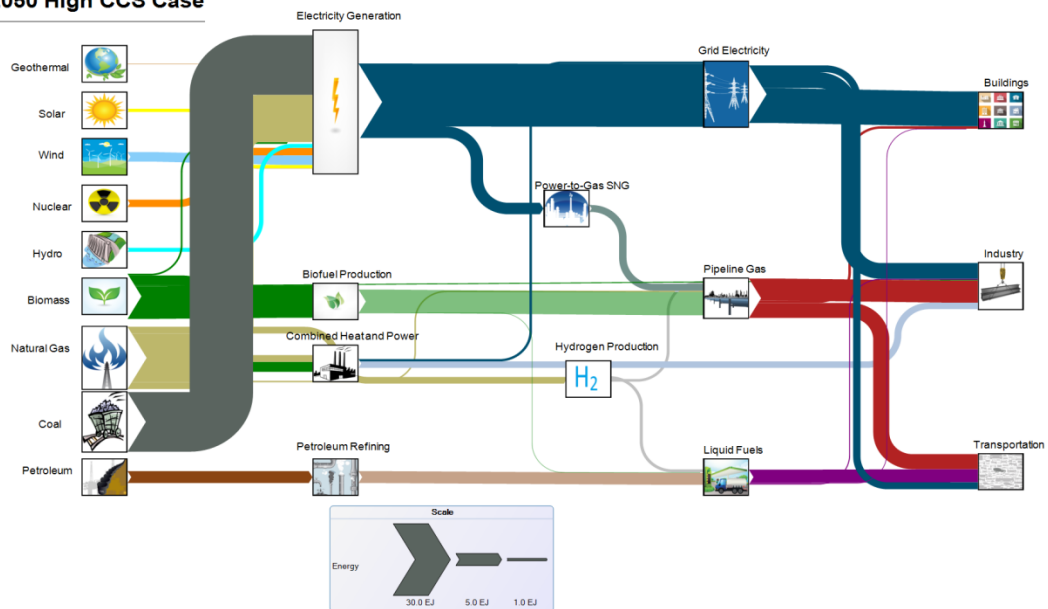 2050 High CCS Case
Electricity Generation
Grid Electricity
Geothermal
Buildings
Solar
Wind
Power-to-Gas SNG
Nuclear
Hydro
Industry
Pipeline Gas
Biofuel Production
Biomass
Combined Heat and Power
Natural Gas
Hydrogen Production
H2
Coal
Petroleum Refining
Liquid Fuels
Transportation
Petroleum
Scale
Energy
30.0 EJ 5.0 EJ 1.0 EJ